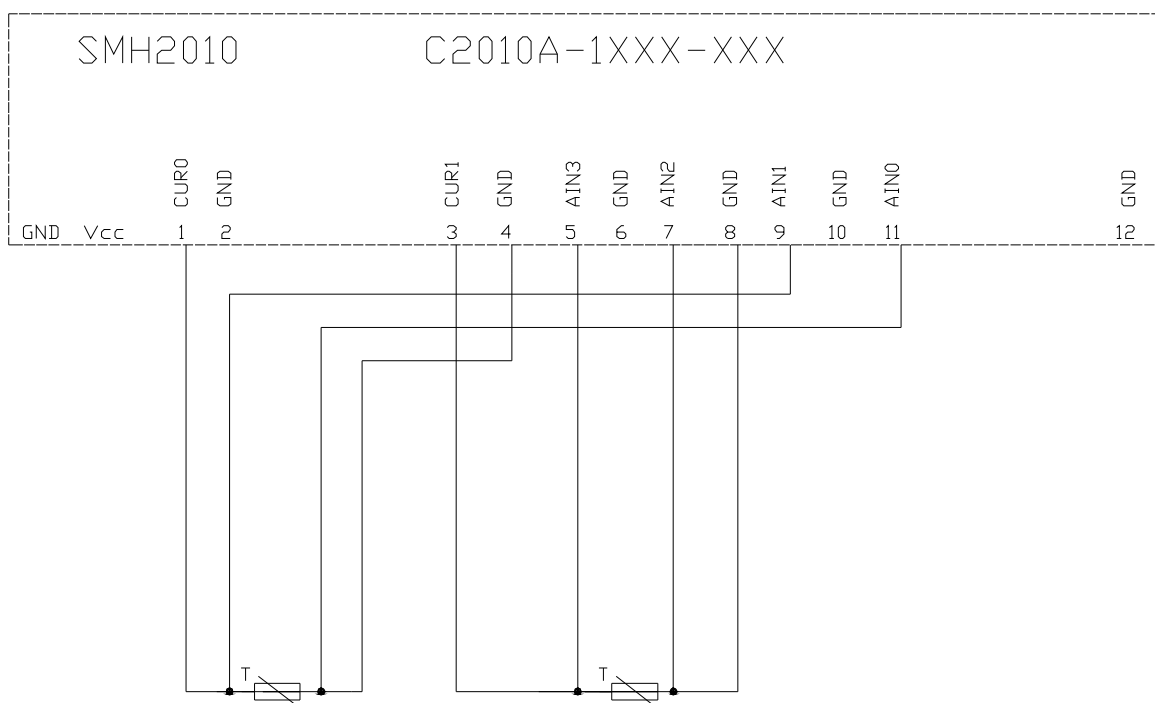 SMH2010 C2010A-1XXX-XXX
CUR0 GND CUR1 GND AIN3 GND AIN2 GND AIN1 GND AIN0 GND
GND Vcc 1 2 3 4 5 6 7 8 9 10 11 12
T T